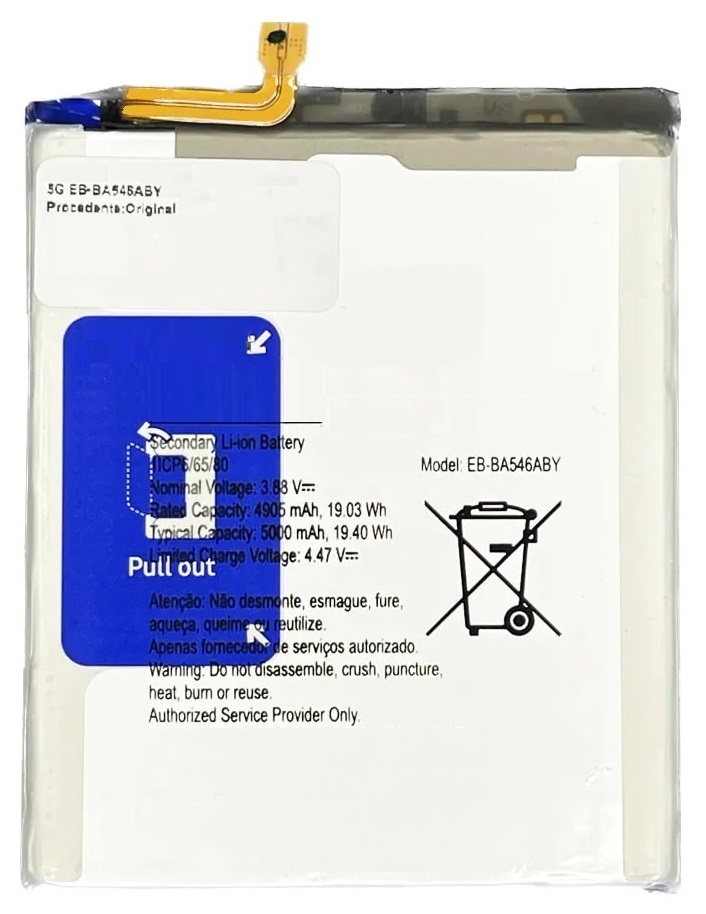 5G EB-BA546ABY
Procedente:Original
Secondary Li-ion Battery
1ICP5/65/80
Nominal Voltage: 3.88 V
Rated Capacity: 4905 mAh, 19.03 Wh
Typical Capacity: 5000 mAh, 19.40 Wh
Limited Charge Voltage: 4.47 V
Pull out
Atenção: Não desmonte, esmague, fure,
aqueça, queime ou reutilize.
Apenas fornecedor de serviços autorizado.
Warning: Do not disassemble, crush, puncture,
heat, burn or reuse.
Authorized Service Provider Only.
Model: EB-BA546ABY